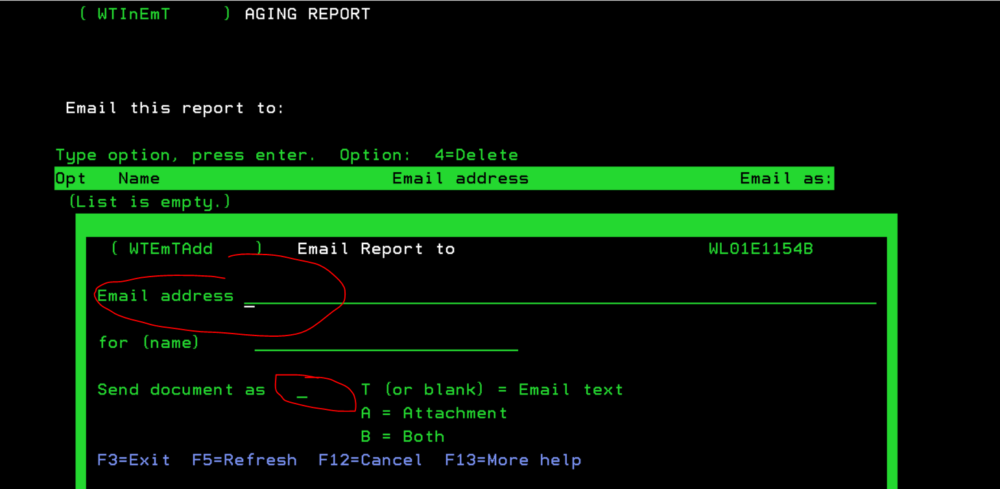 ( WTInEmT ) AGING REPORT
Email this report to:
Type option, press enter. Option: 4=Delete
Opt Name Email address Email as:
(List is empty.)
( WTEmTAdd ) Email Report to WL01E1154B
Email address
for (name)
Send document as _ T (or blank) = Email text
A = Attachment
B = Both
F3=Exit F5=Refresh F12=Cancel F13=More help